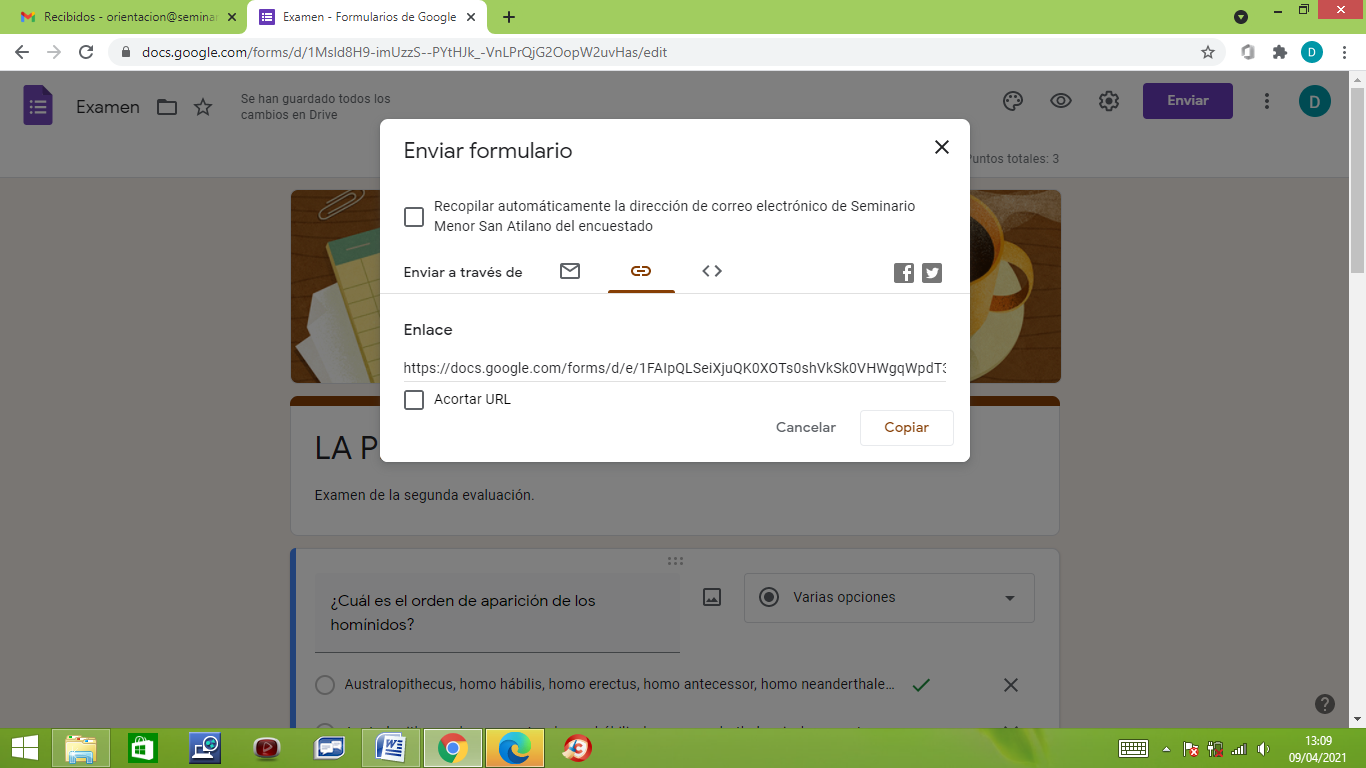 Recibidos - orientacion@semina
Examen - Formularios de Google
docs.google.com/forms/d/1Msld8H9-imUzzS--PYtHJk_-VnLPrQjG2OopW2uvHas/edit
D
Examen
Se han guardado todos los
cambios en Drive
Enviar
D
Puntos totales: 3
Enviar formulario
Recopilar automáticamente la dirección de correo electrónico de Seminario
Menor San Atilano del encuestado
Enviar a través de
Enlace
https://docs.google.com/forms/d/e/1FAIpQLSeiXjuQK0XOTs0shVkSk0VHWgqWpdT3
Acortar URL
Cancelar
Copiar
LA P
Examen de la segunda evaluación.
¿Cuál es el orden de aparición de los
homínidos?
Varias opciones
Australopithecus, homo hábilis, homo erectus, homo antecessor, homo neanderthale...
13:09
09/04/2021